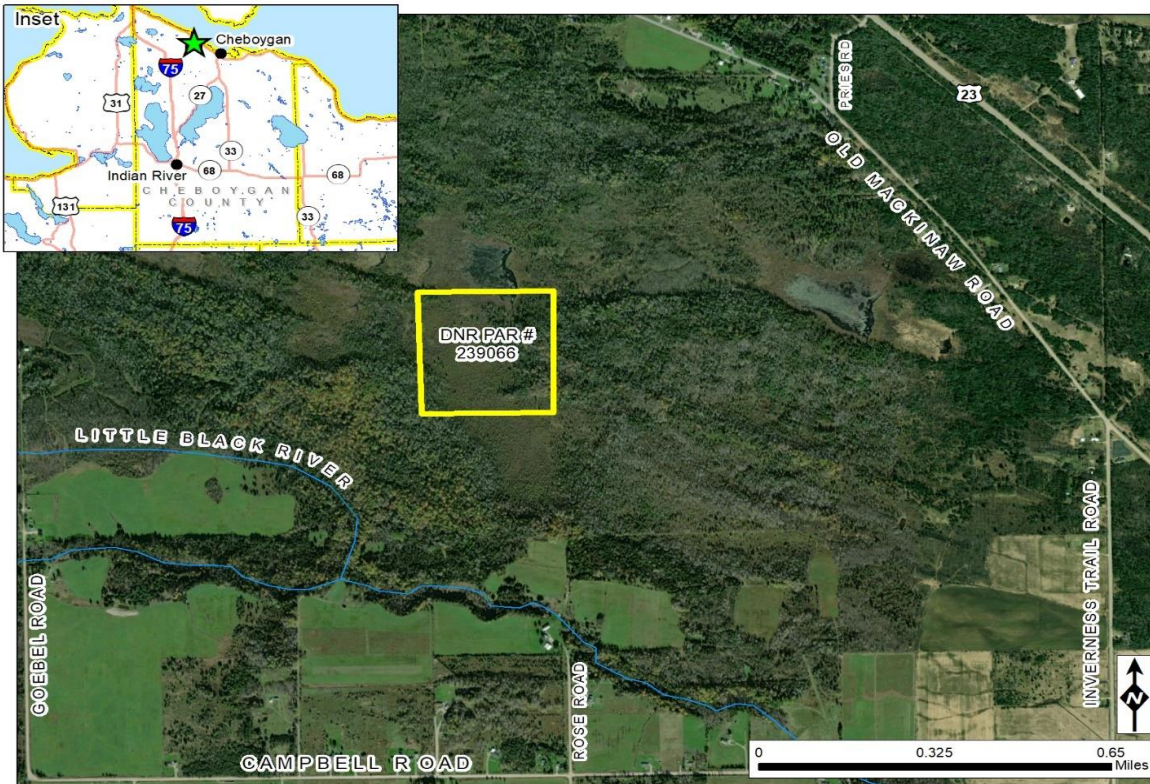 Inset
Cheboygan
75
31
27
33
Indian River
68
68
CHEBOYGAN
COUNTY
131
33
75
PRIES RD
23
OLD MACKINAW ROAD
DNR PAR #
239066
LITTLE BLACK RIVER
GOEBEL ROAD
ROSE ROAD
INVERNESS TRAIL ROAD
N
CAMPBELL ROAD
0 0.325 0.65
Miles